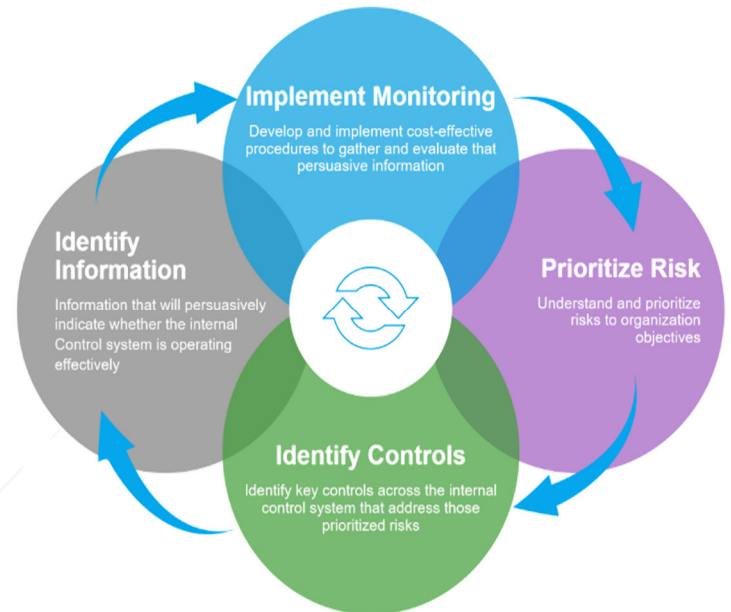 Implement Monitoring
Develop and implement cost-effective
procedures to gather and evaluate that
persuasive information
Identify
Information
Information that will persuasively
indicate whether the internal
Control system is operating
effectively
Prioritize Risk
Understand and prioritize
risks to organization
objectives
Identify Controls
Identify key controls across the internal
control system that address those
prioritized risks